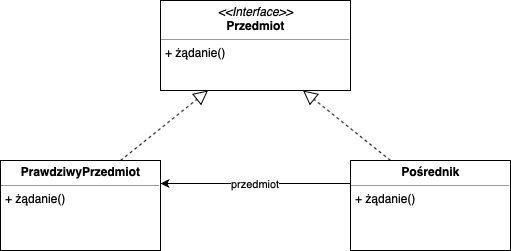 <<Interface>>
Przedmiot
+ żądanie()
PrawdziwyPrzedmiot
+ żądanie()
przedmiot
Pośrednik
+ żądanie()